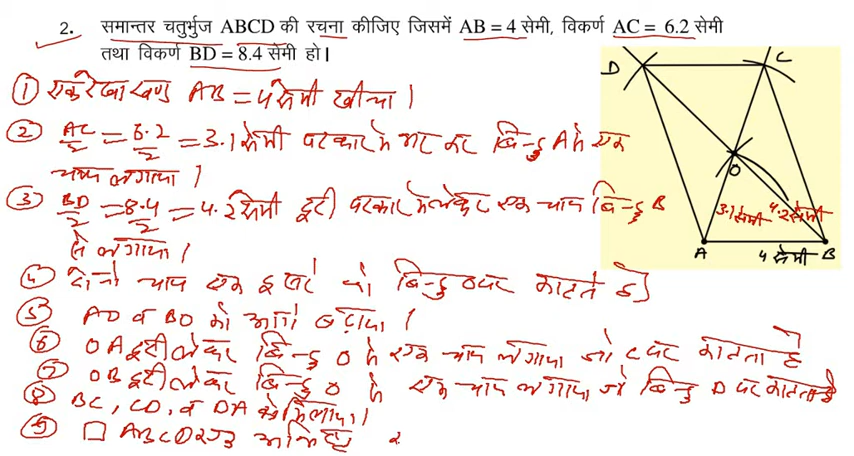 2. समान्तर चतुर्भुज ABCD की रचना कीजिए जिसमें AB = 4 सेमी, विकर्ण AC = 6.2 सेमी
तथा विकर्ण BD = 8.4 सेमी हो।
① एक रेखा खण्ड AB = 4 सेमी खींचा।
② AC/2 = 6.2/2 = 3.1 सेमी परकार में भर कर बिन्दु A से एक
चाप लगाया।
③ BD/2 = 8.4/2 = 4.2 सेमी दूरी परकार में लेकर एक चाप बिन्दु B
से लगाया।
④ दोनो चाप एक दूसरे को बिन्दु O पर काटते है।
⑤ AO व BO को आगे बढ़ाया।
⑥ OA दूरी लेकर बिन्दु O से एक चाप लगाया जो C पर काटता है
⑦ OB दूरी लेकर बिन्दु O से एक चाप लगाया जो बिन्दु D पर काटता है
⑧ BC, CD, व DA को मिलाया।
⑨ □ ABCD
D
C
O
3.1 सेमी
4.2 सेमी
A
4 सेमी
B